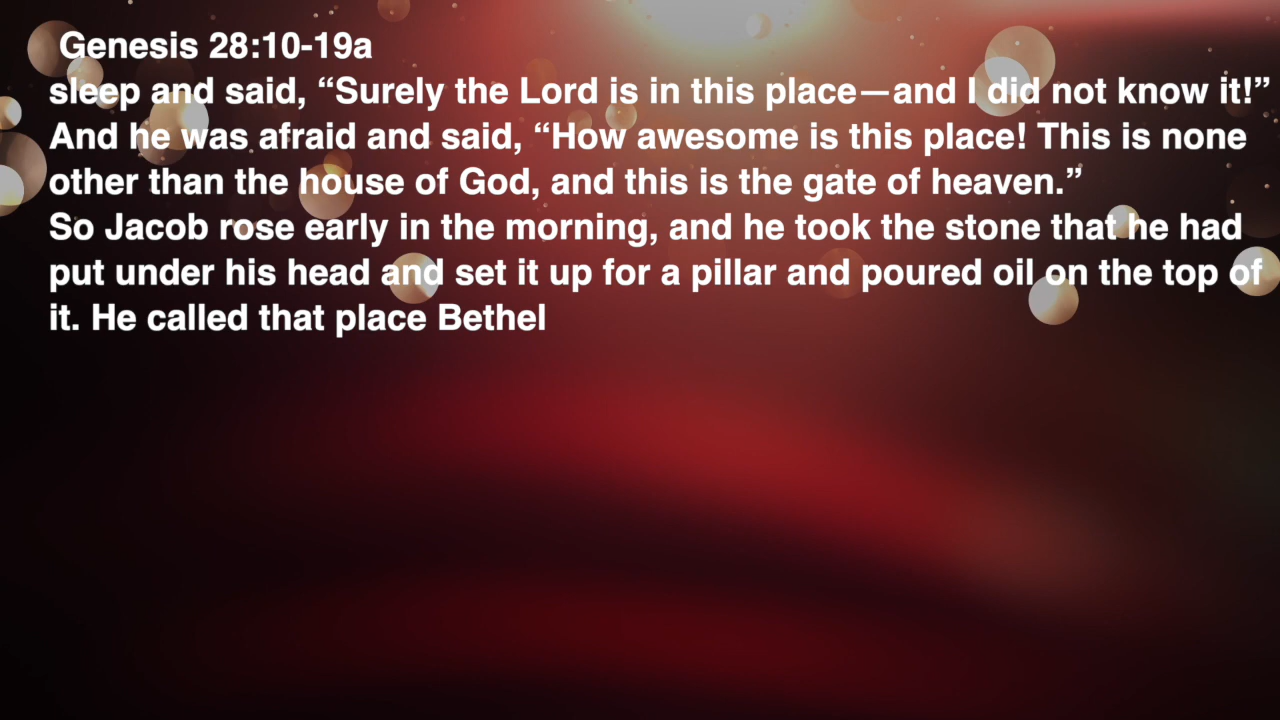 Genesis 28:10-19a
sleep and said, “Surely the Lord is in this place—and I did not know it!”
And he was afraid and said, “How awesome is this place! This is none
other than the house of God, and this is the gate of heaven.”
So Jacob rose early in the morning, and he took the stone that he had
put under his head and set it up for a pillar and poured oil on the top of
it. He called that place Bethel